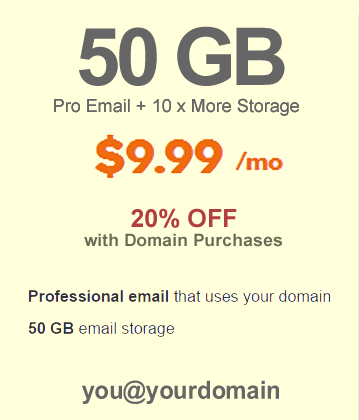 50 GB
Pro Email + 10 x More Storage
$9.99 /mo
20% OFF
with Domain Purchases
Professional email that uses your domain
50 GB email storage
you@yourdomain